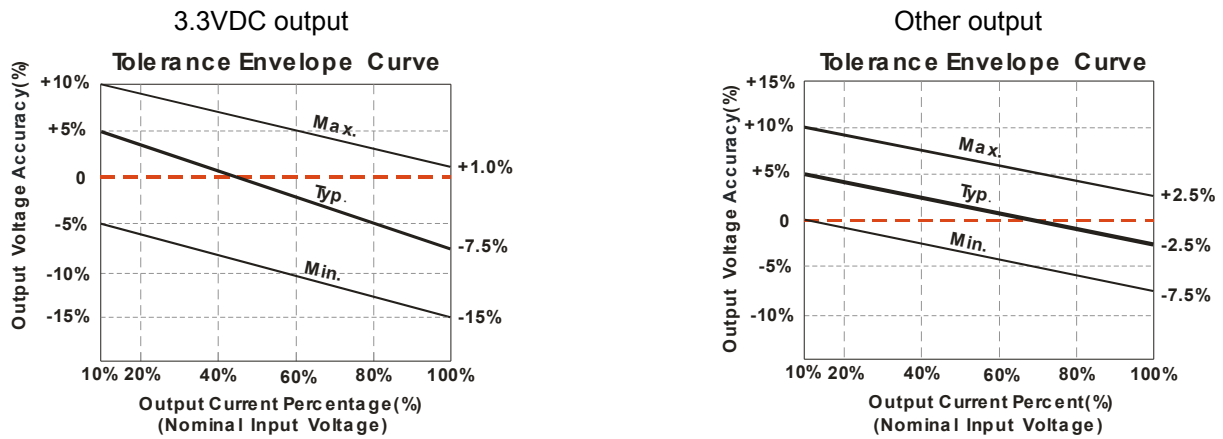 3.3VDC output
Tolerance Envelope Curve
Output Voltage Accuracy(%)
+10%
+5%
0
-5%
-10%
-15%
Max.
Typ.
Min.
+1.0%
-7.5%
-15%
10% 20% 40% 60% 80% 100%
Output Current Percentage(%)
(Nominal Input Voltage)
Other output
Tolerance Envelope Curve
Output Voltage Accuracy(%)
+15%
+10%
+5%
0
-5%
-10%
Max.
Typ.
Min.
+2.5%
-2.5%
-7.5%
10% 20% 40% 60% 80% 100%
Output Current Percent(%)
(Nominal Input Voltage)